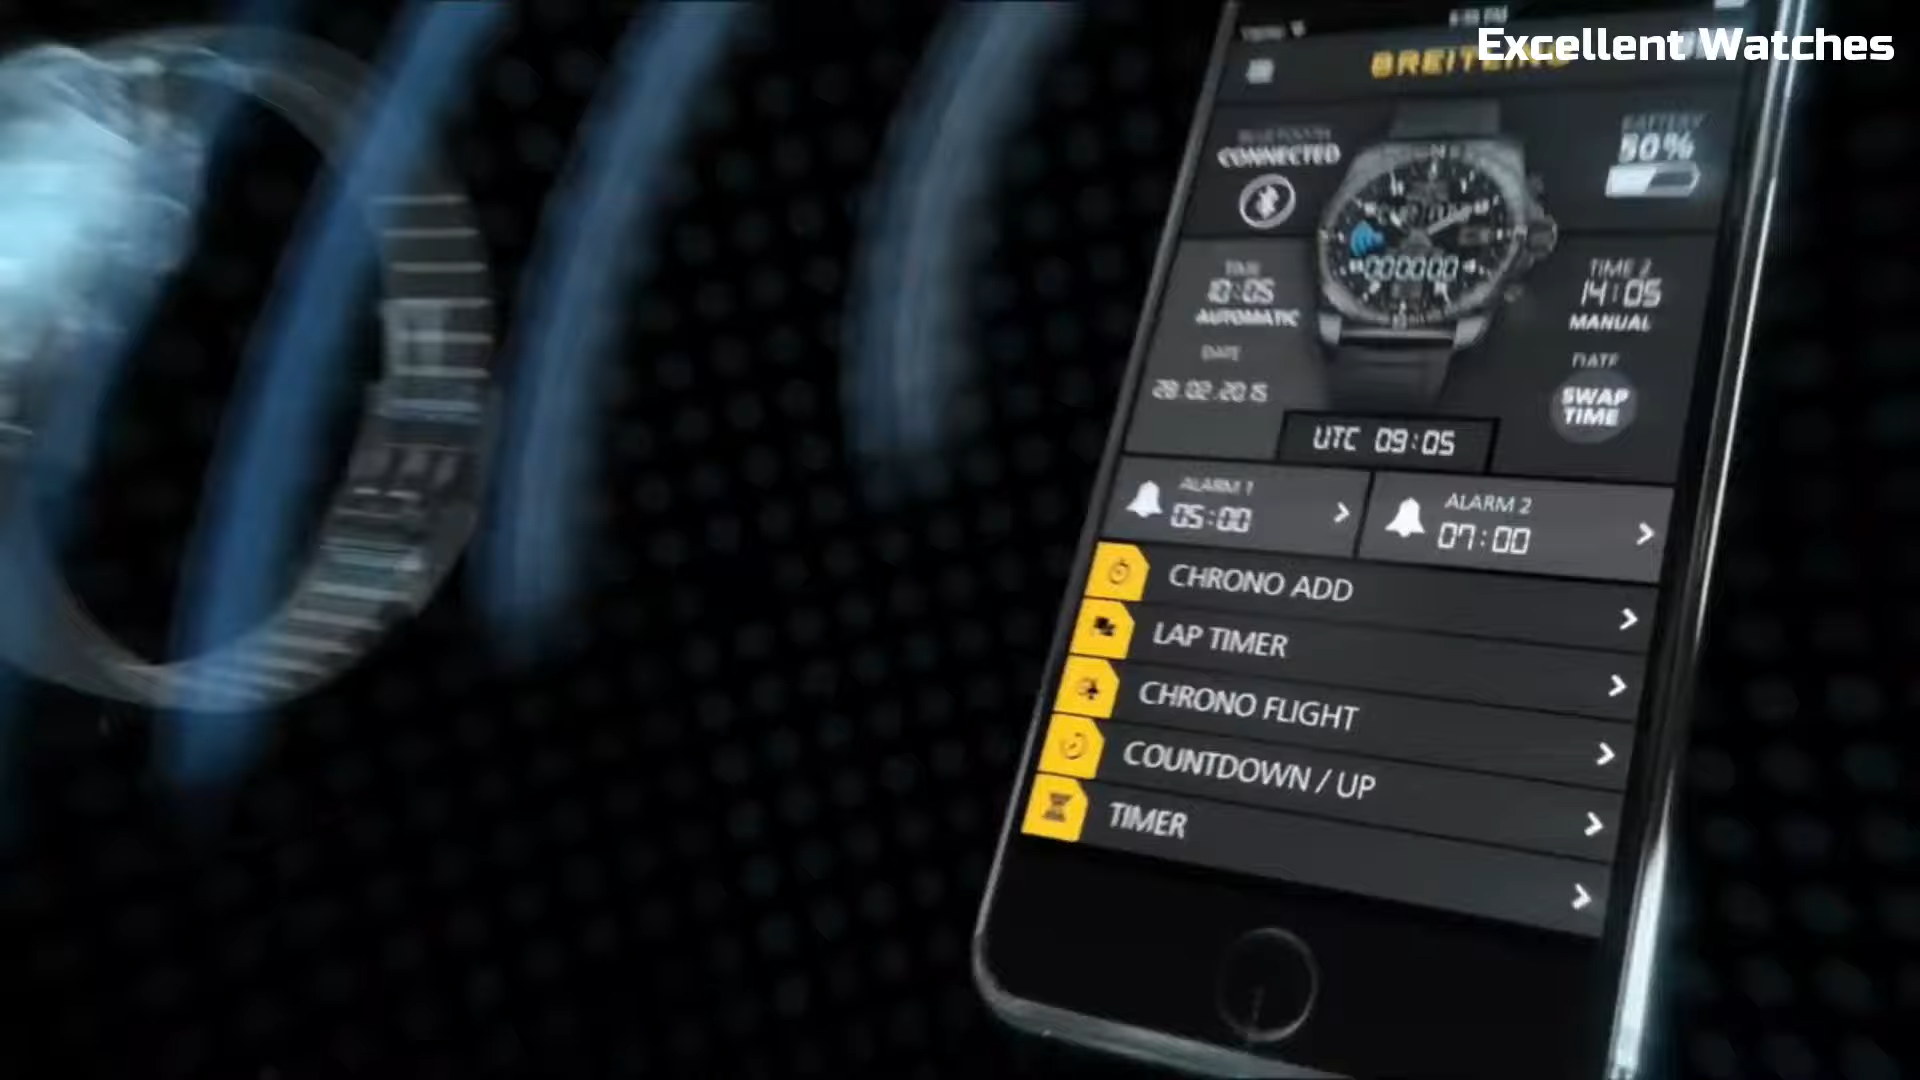 Excellent Watches
BREITLING
BLUETOOTH
CONNECTED
BATTERY
50%
TIME
10:05
AUTOMATIC
TIME 2
14:05
MANUAL
DATE
28.02.2015
DATE
SWAP
TIME
UTC 09:05
ALARM 1
05:00
ALARM 2
07:00
CHRONO ADD
LAP TIMER
CHRONO FLIGHT
COUNTDOWN / UP
TIMER